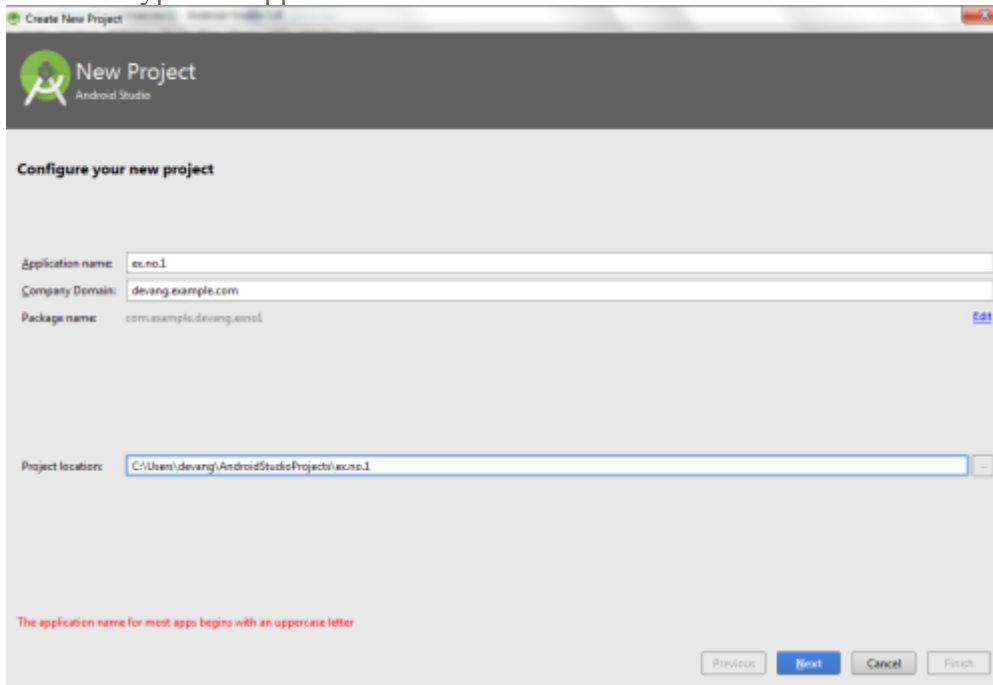 Create New Project
New Project
Android Studio
Configure your new project
Application name: ex.no.1
Company Domain: devang.example.com
Package name: com.example.devang.exno1
Edit
Project location: C:\Users\devang\AndroidStudioProjects\ex.no.1
...
The application name for most apps begins with an uppercase letter
Previous Next Cancel Finish